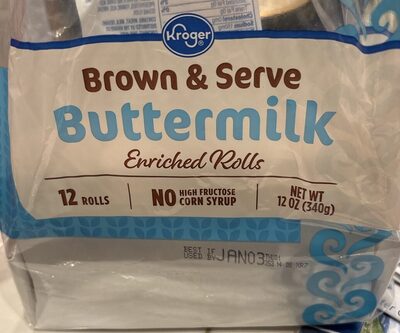 Kroger®
Brown & Serve
Buttermilk
Enriched Rolls
12 ROLLS
NO HIGH FRUCTOSE
CORN SYRUP
NET WT
12 OZ (340g)
BEST IF
USED BY JAN03